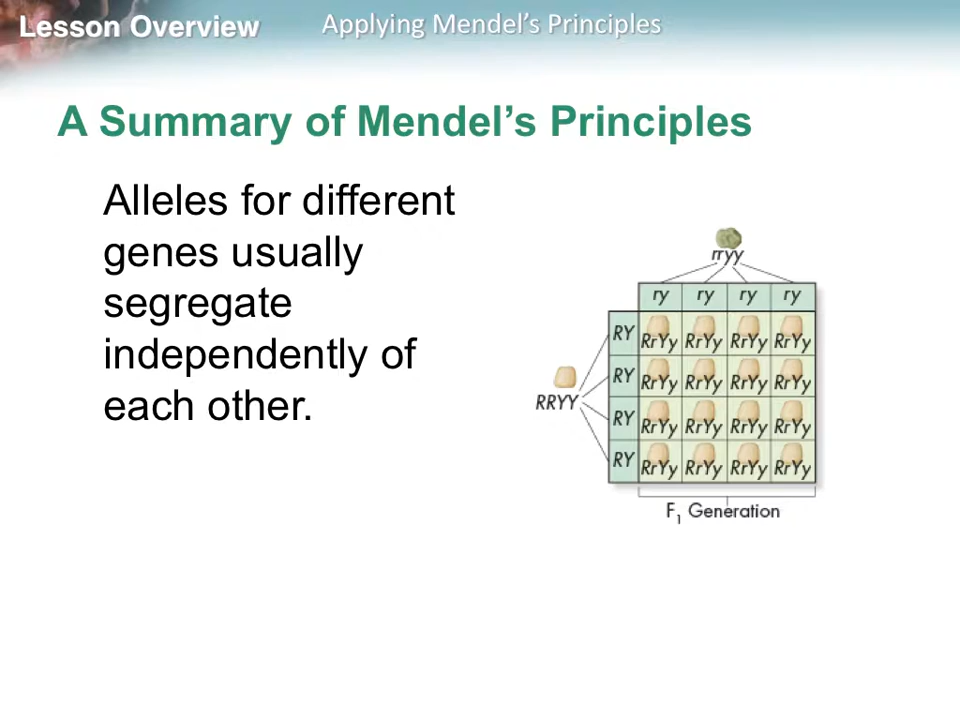 Lesson Overview Applying Mendel's Principles
A Summary of Mendel's Principles
Alleles for different
genes usually
segregate
independently of
each other.
rryy
ry ry ry ry
RY RrYy RrYy RrYy RrYy
RY RrYy RrYy RrYy RrYy
RRYY
RY RrYy RrYy RrYy RrYy
RY RrYy RrYy RrYy RrYy
F1 Generation